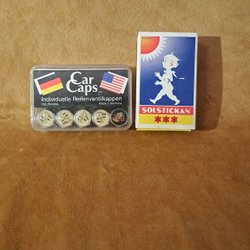 Car
Caps
Individuelle Reifenventilkappen
SOLSTICKAN